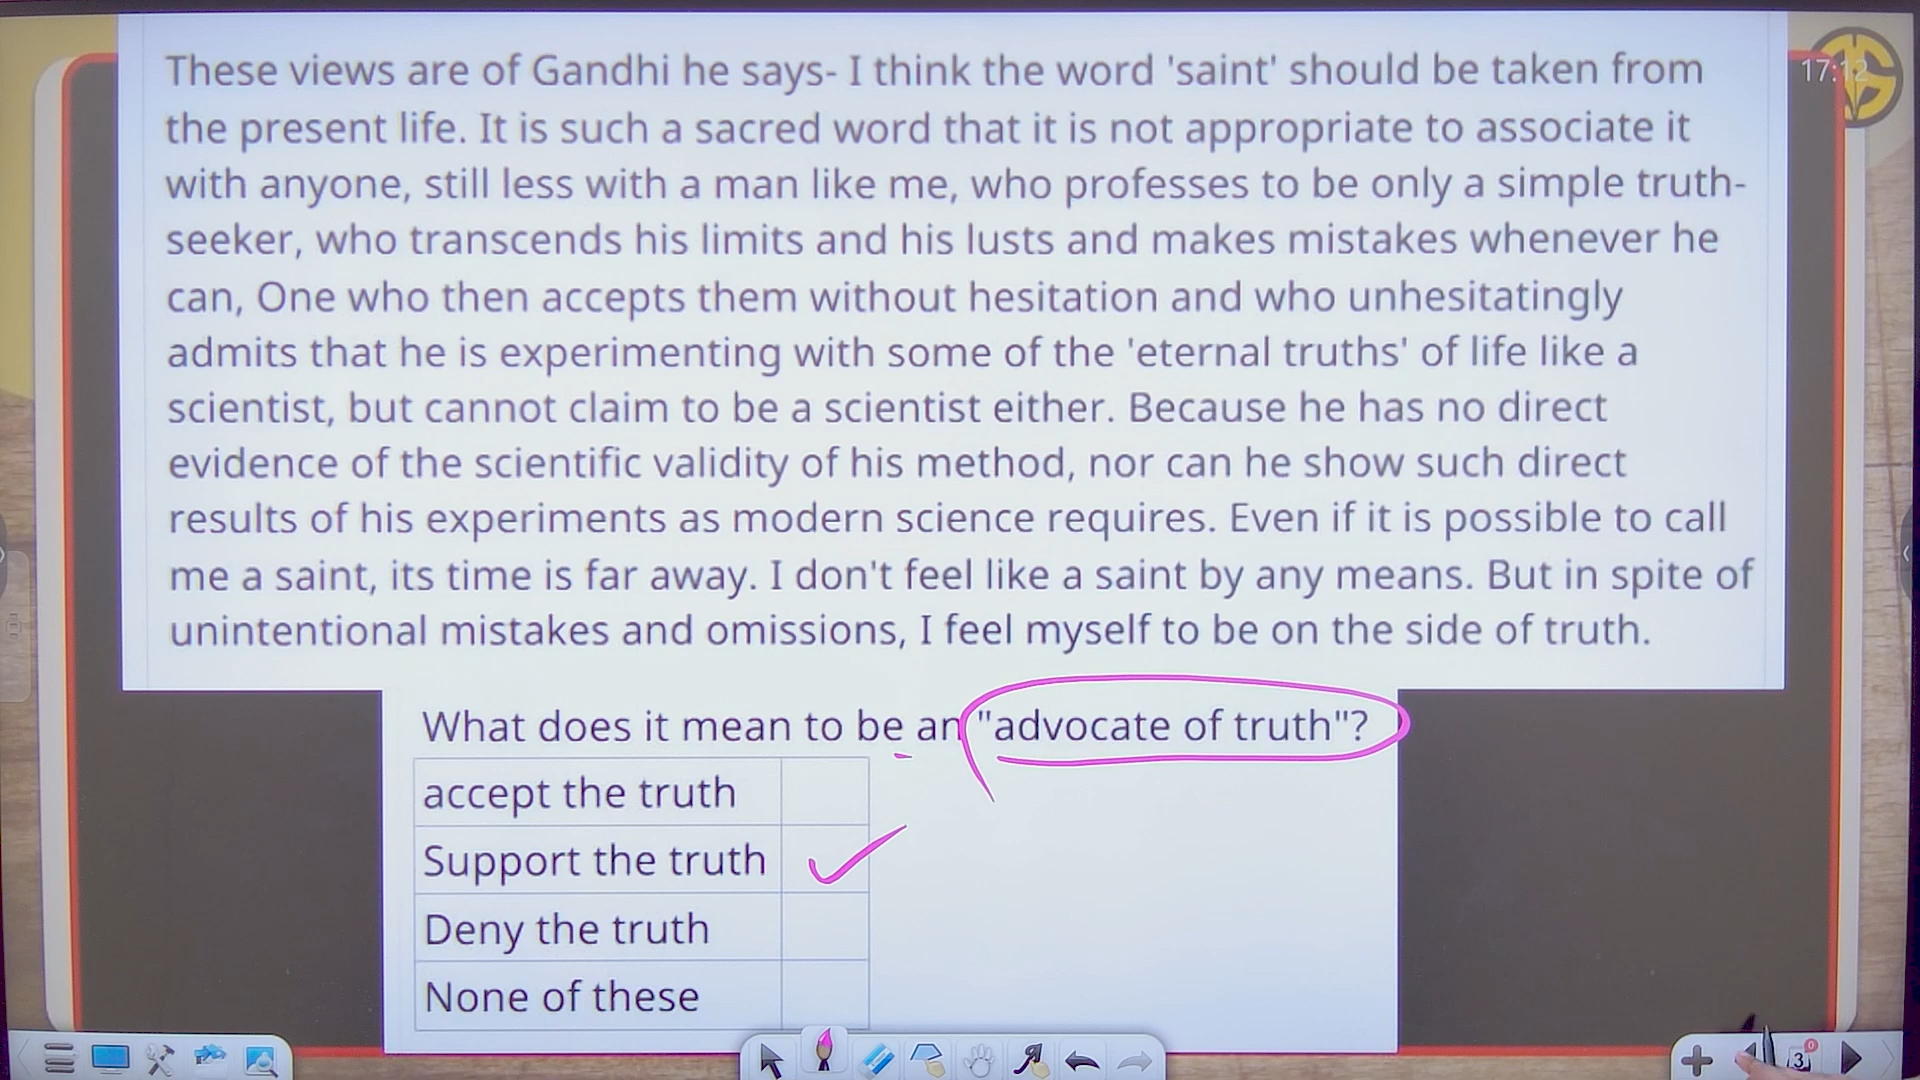 These views are of Gandhi he says- I think the word 'saint' should be taken from
17:12
the present life. It is such a sacred word that it is not appropriate to associate it
with anyone, still less with a man like me, who professes to be only a simple truth-
seeker, who transcends his limits and his lusts and makes mistakes whenever he
can, One who then accepts them without hesitation and who unhesitatingly
admits that he is experimenting with some of the 'eternal truths' of life like a
scientist, but cannot claim to be a scientist either. Because he has no direct
evidence of the scientific validity of his method, nor can he show such direct
results of his experiments as modern science requires. Even if it is possible to call
me a saint, its time is far away. I don't feel like a saint by any means. But in spite of
unintentional mistakes and omissions, I feel myself to be on the side of truth.
What does it mean to be an "advocate of truth"?
accept the truth
Support the truth
Deny the truth
None of these
3
0